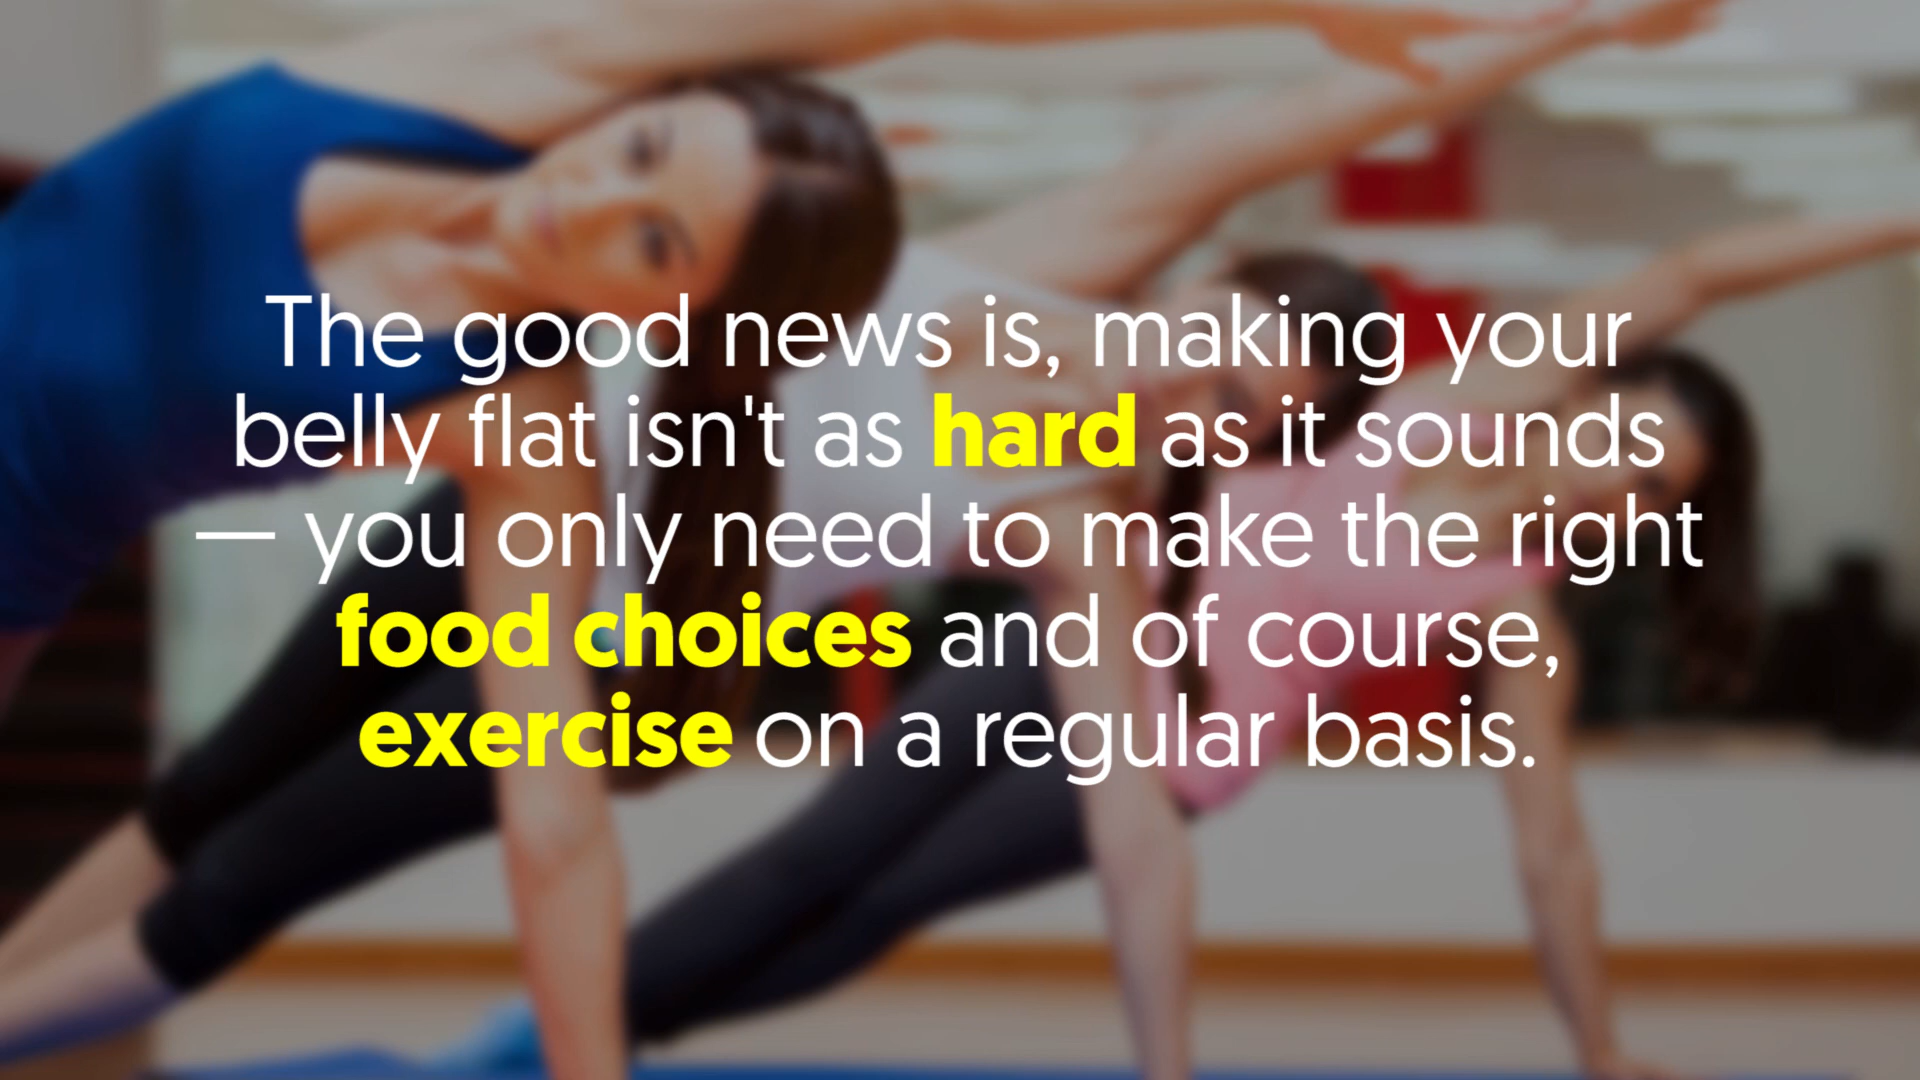 The good news is, making your
belly flat isn't as hard as it sounds
— you only need to make the right
food choices and of course,
exercise on a regular basis.